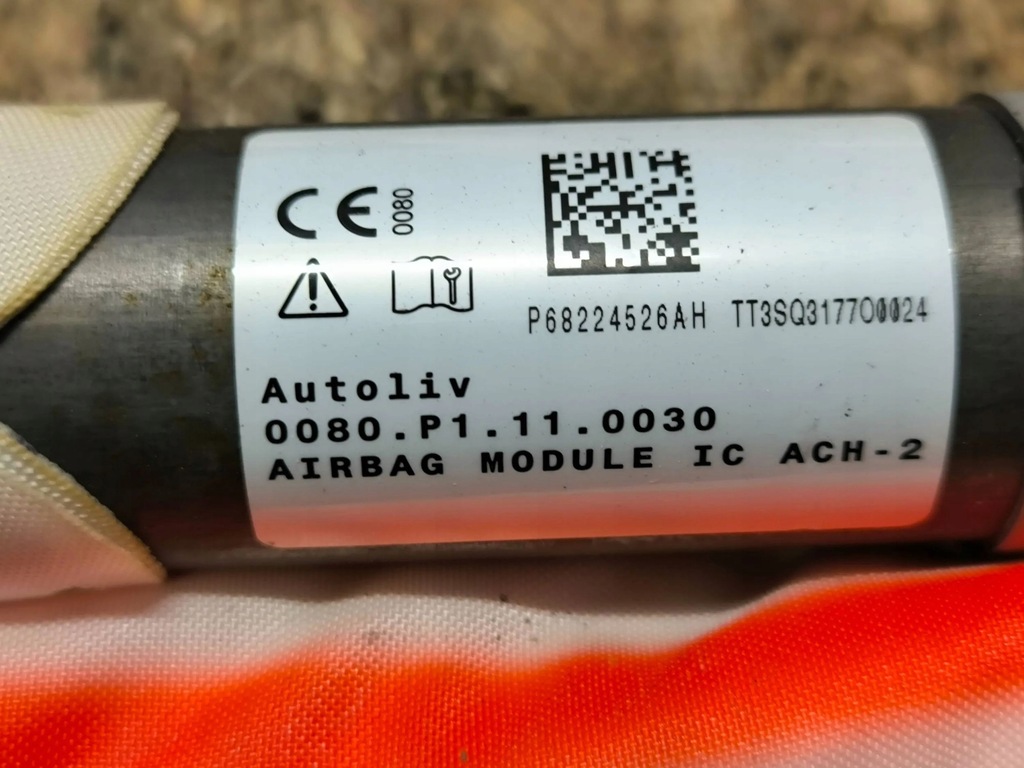 CE 0080
P68224526AH TT3SQ3177O0024
Autoliv
0080.P1.11.0030
AIRBAG MODULE IC ACH-2